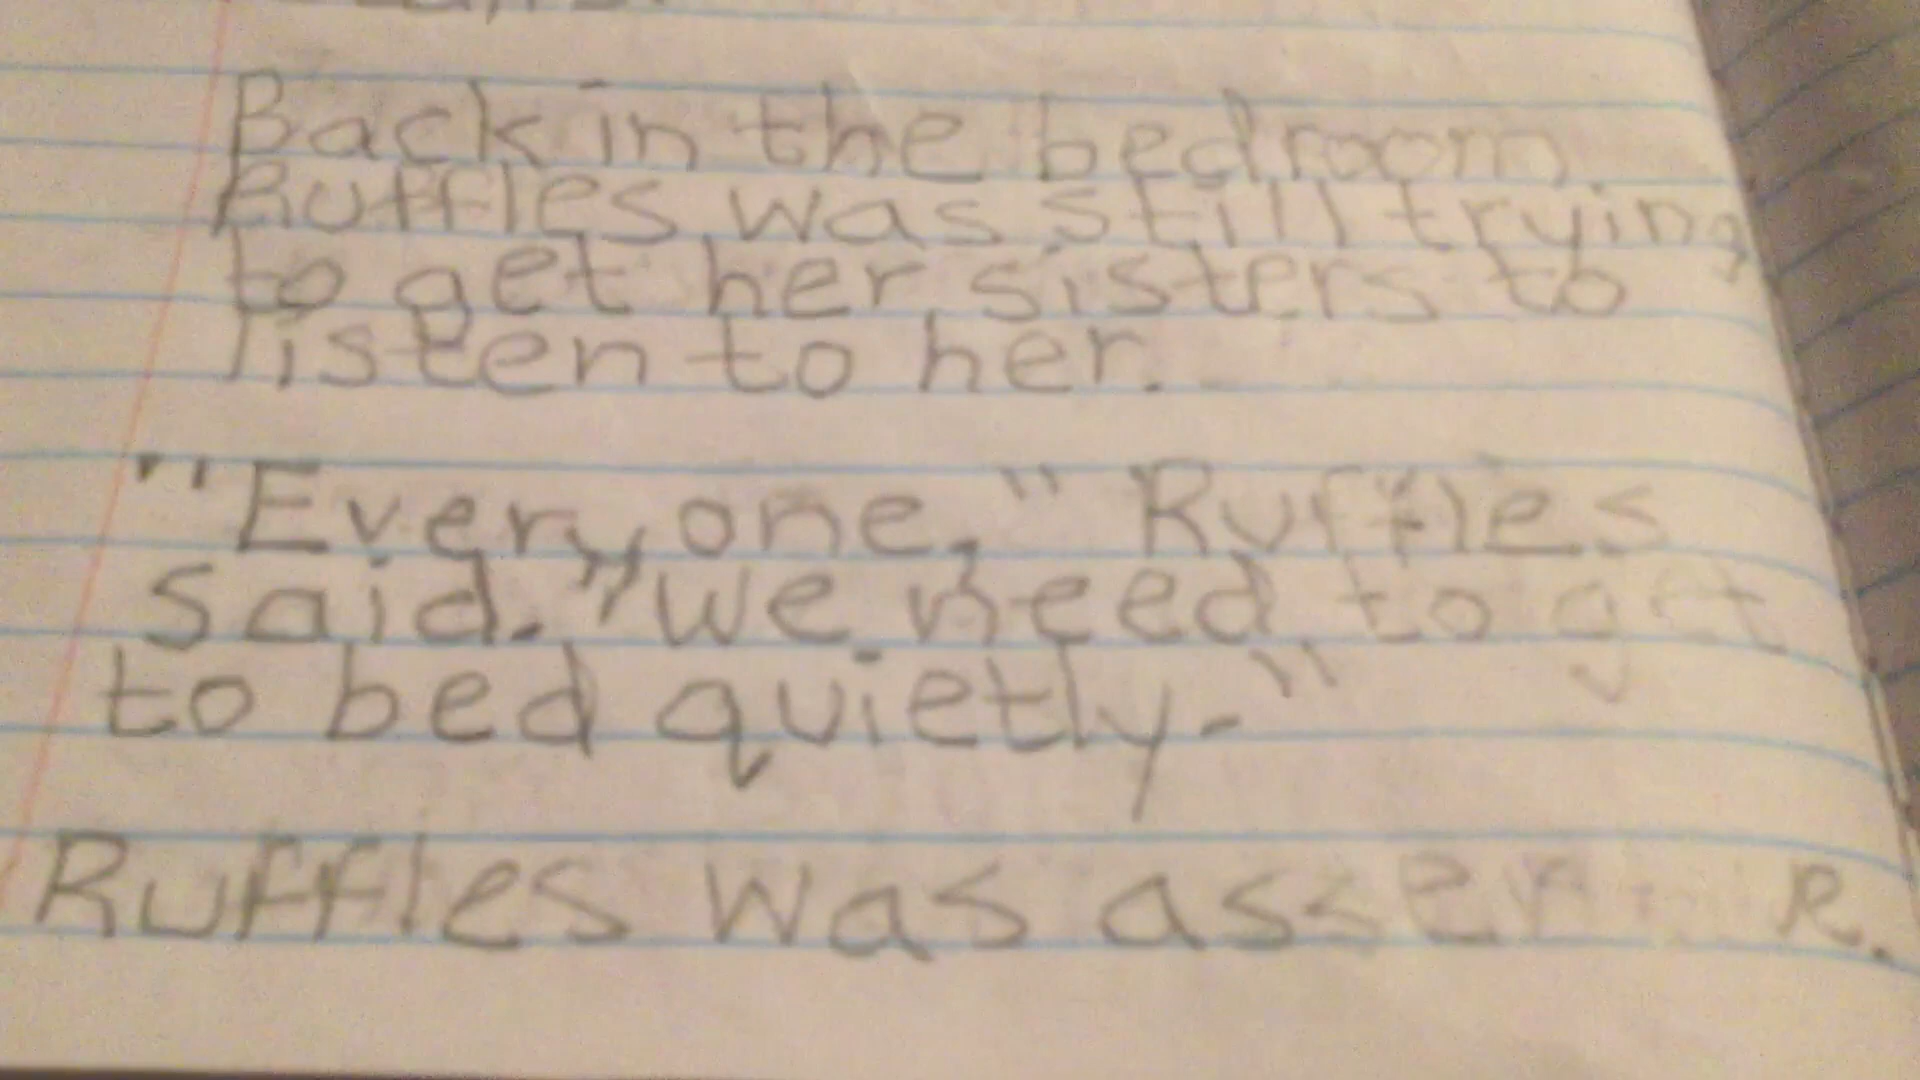 Back in the bedroom
Ruffles was still trying
to get her sisters to
listen to her.
"Everyone," Ruffles
said. "we need to get
to bed quietly."
Ruffles was